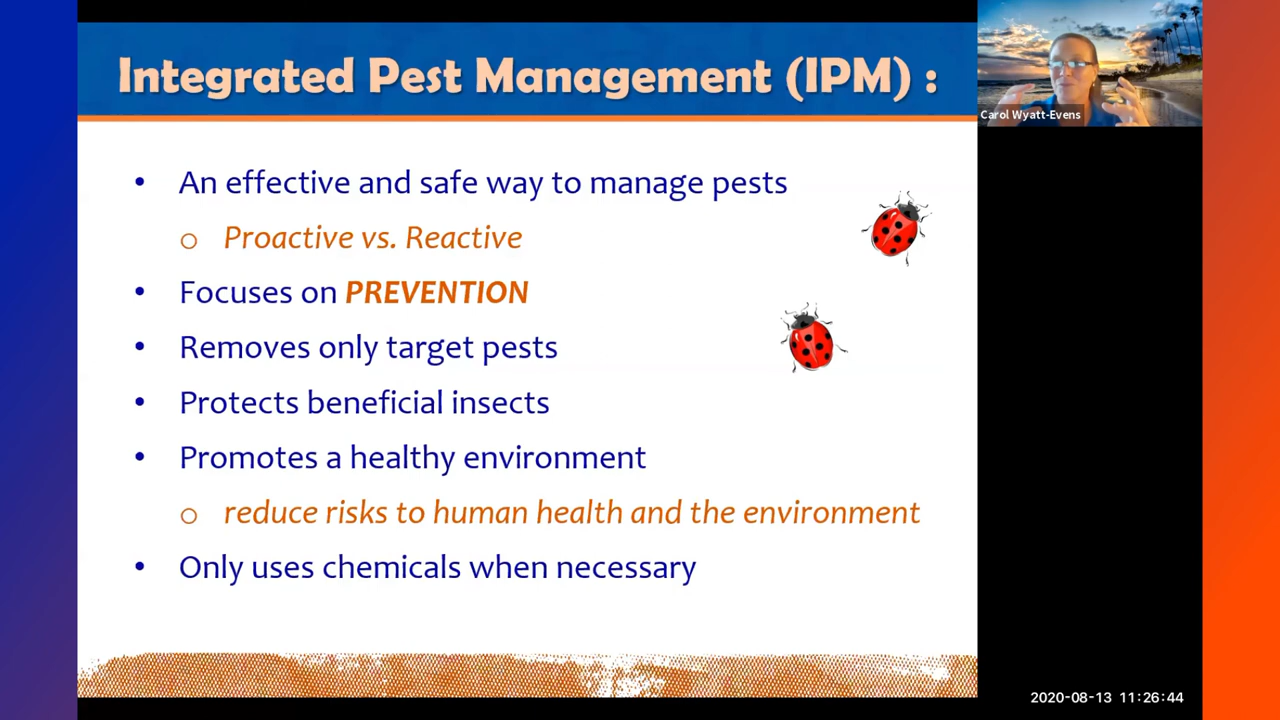 Integrated Pest Management (IPM) :
Carol Wyatt-Evens
• An effective and safe way to manage pests
o Proactive vs. Reactive
• Focuses on PREVENTION
• Removes only target pests
• Protects beneficial insects
• Promotes a healthy environment
o reduce risks to human health and the environment
• Only uses chemicals when necessary
2020-08-13 11:26:44